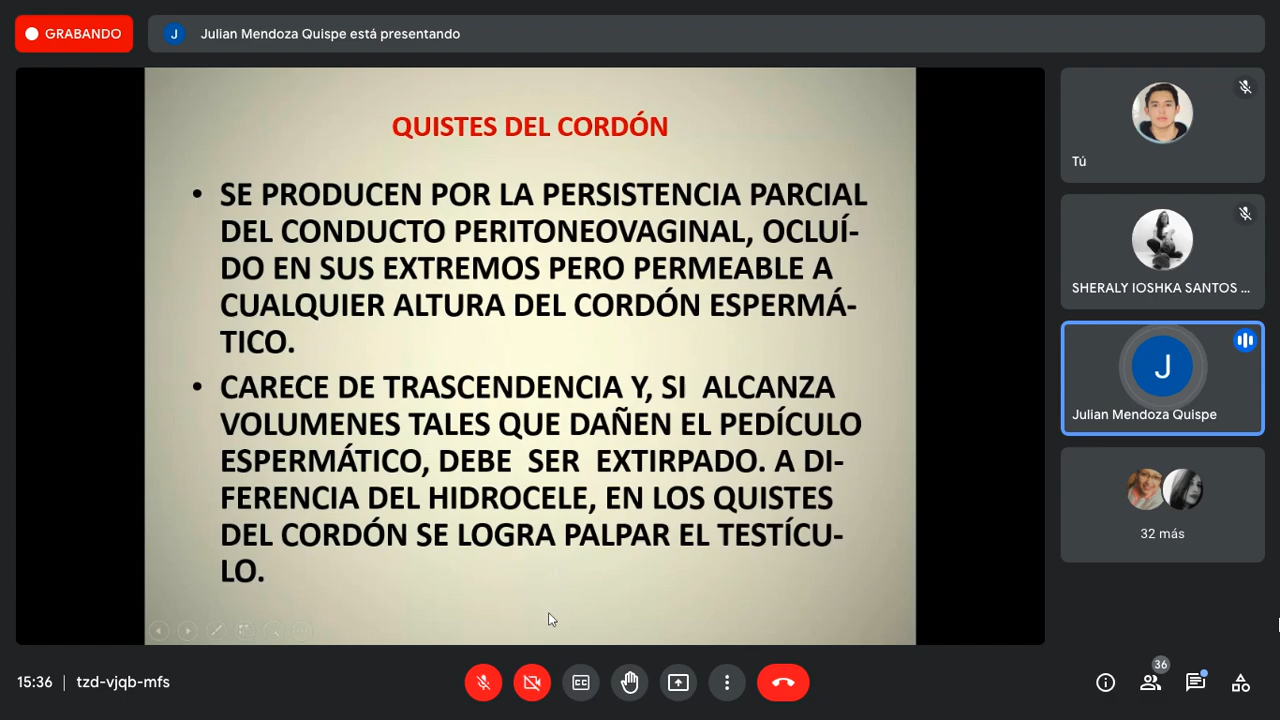 GRABANDO
J
Julian Mendoza Quispe está presentando
QUISTES DEL CORDÓN
• SE PRODUCEN POR LA PERSISTENCIA PARCIAL
DEL CONDUCTO PERITONEOVAGINAL, OCLUÍ-
DO EN SUS EXTREMOS PERO PERMEABLE A
CUALQUIER ALTURA DEL CORDÓN ESPERMÁ-
TICO.
• CARECE DE TRASCENDENCIA Y, SI ALCANZA
VOLUMENES TALES QUE DAÑEN EL PEDÍCULO
ESPERMÁTICO, DEBE SER EXTIRPADO. A DI-
FERENCIA DEL HIDROCELE, EN LOS QUISTES
DEL CORDÓN SE LOGRA PALPAR EL TESTÍCU-
LO.
Tú
SHERALY IOSHKA SANTOS ...
J
Julian Mendoza Quispe
32 más
15:36 | tzd-vjqb-mfs
CC
36